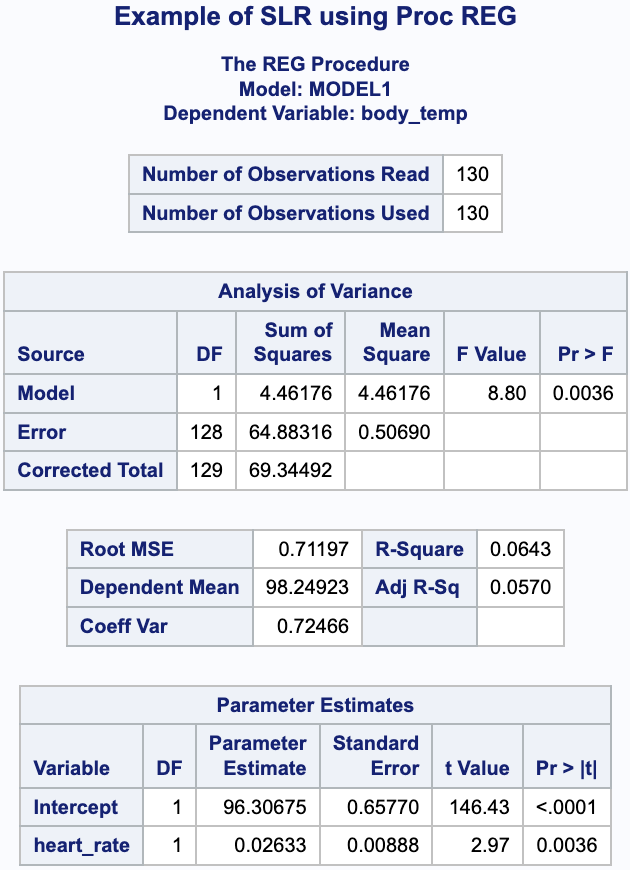 Example of SLR using Proc REG
The REG Procedure
Model: MODEL1
Dependent Variable: body_temp
Number of Observations Read 130
Number of Observations Used 130
Analysis of Variance
Source DF Sum of Squares Mean Square F Value Pr > F
Model 1 4.46176 4.46176 8.80 0.0036
Error 128 64.88316 0.50690
Corrected Total 129 69.34492
Root MSE 0.71197 R-Square 0.0643
Dependent Mean 98.24923 Adj R-Sq 0.0570
Coeff Var 0.72466
Parameter Estimates
Variable DF Parameter Estimate Standard Error t Value Pr > |t|
Intercept 1 96.30675 0.65770 146.43 <.0001
heart_rate 1 0.02633 0.00888 2.97 0.0036